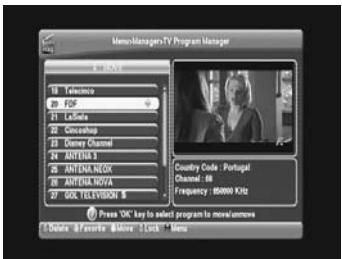 Menu>Manager>TV Program Manager
MOVE
19 Telecinco
20 FDF
21 LaSiete
22 Cincoshop
23 Disney Channel
24 ANTENA 3
25 ANTENA.NEOX
26 ANTENA.NOVA
27 GOL TELEVISION $
Country Code : Portugal
Channel : 68
Frequency : 850000 KHz
Press 'OK' key to select program to move/unmove
Delete Favorite Move Lock Menu